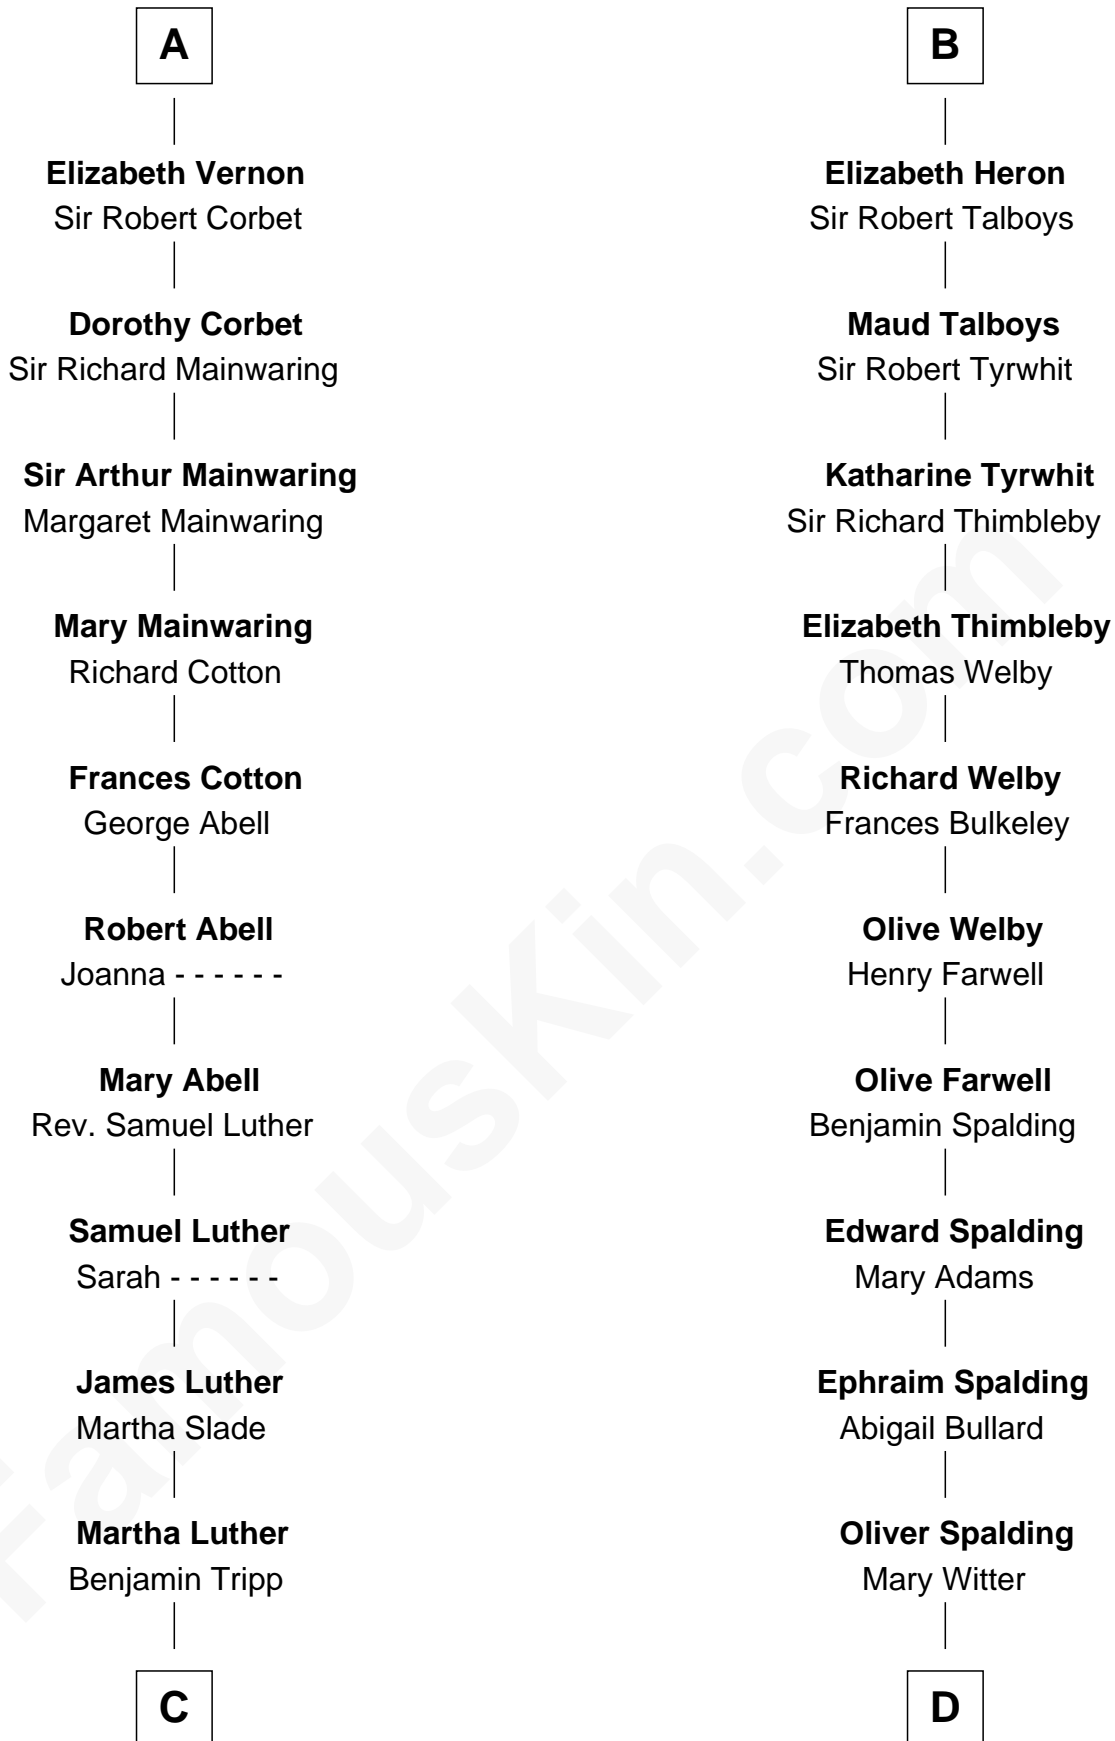 A
Elizabeth Vernon
Sir Robert Corbet
Dorothy Corbet
Sir Richard Mainwaring
Sir Arthur Mainwaring
Margaret Mainwaring
Mary Mainwaring
Richard Cotton
Frances Cotton
George Abell
Robert Abell
Joanna - - - - - -
Mary Abell
Rev. Samuel Luther
Samuel Luther
Sarah - - - - - -
James Luther
Martha Slade
Martha Luther
Benjamin Tripp
C
B
Elizabeth Heron
Sir Robert Talboys
Maud Talboys
Sir Robert Tyrwhit
Katharine Tyrwhit
Sir Richard Thimbleby
Elizabeth Thimbleby
Thomas Welby
Richard Welby
Frances Bulkeley
Olive Welby
Henry Farwell
Olive Farwell
Benjamin Spalding
Edward Spalding
Mary Adams
Ephraim Spalding
Abigail Bullard
Oliver Spalding
Mary Witter
D
FamousKin.com